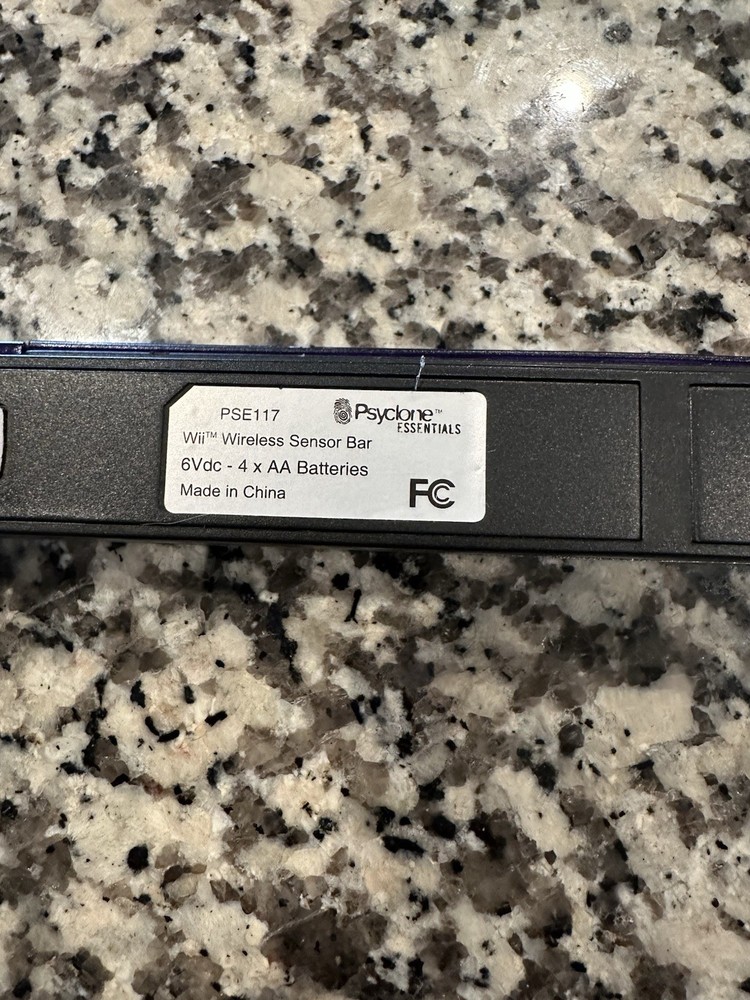 PSE117
Psyclone™
ESSENTIALS
Wii™ Wireless Sensor Bar
6Vdc - 4 x AA Batteries
Made in China
FC